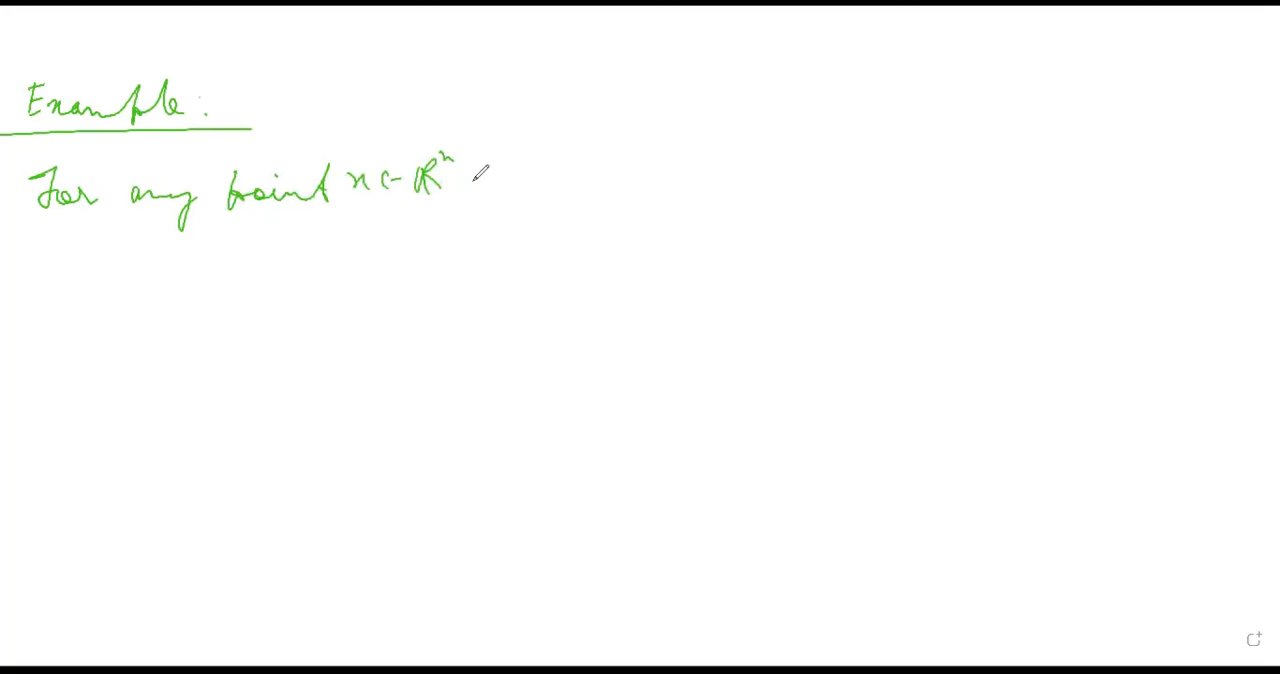 Example:
For any point x ∈ ℝⁿ